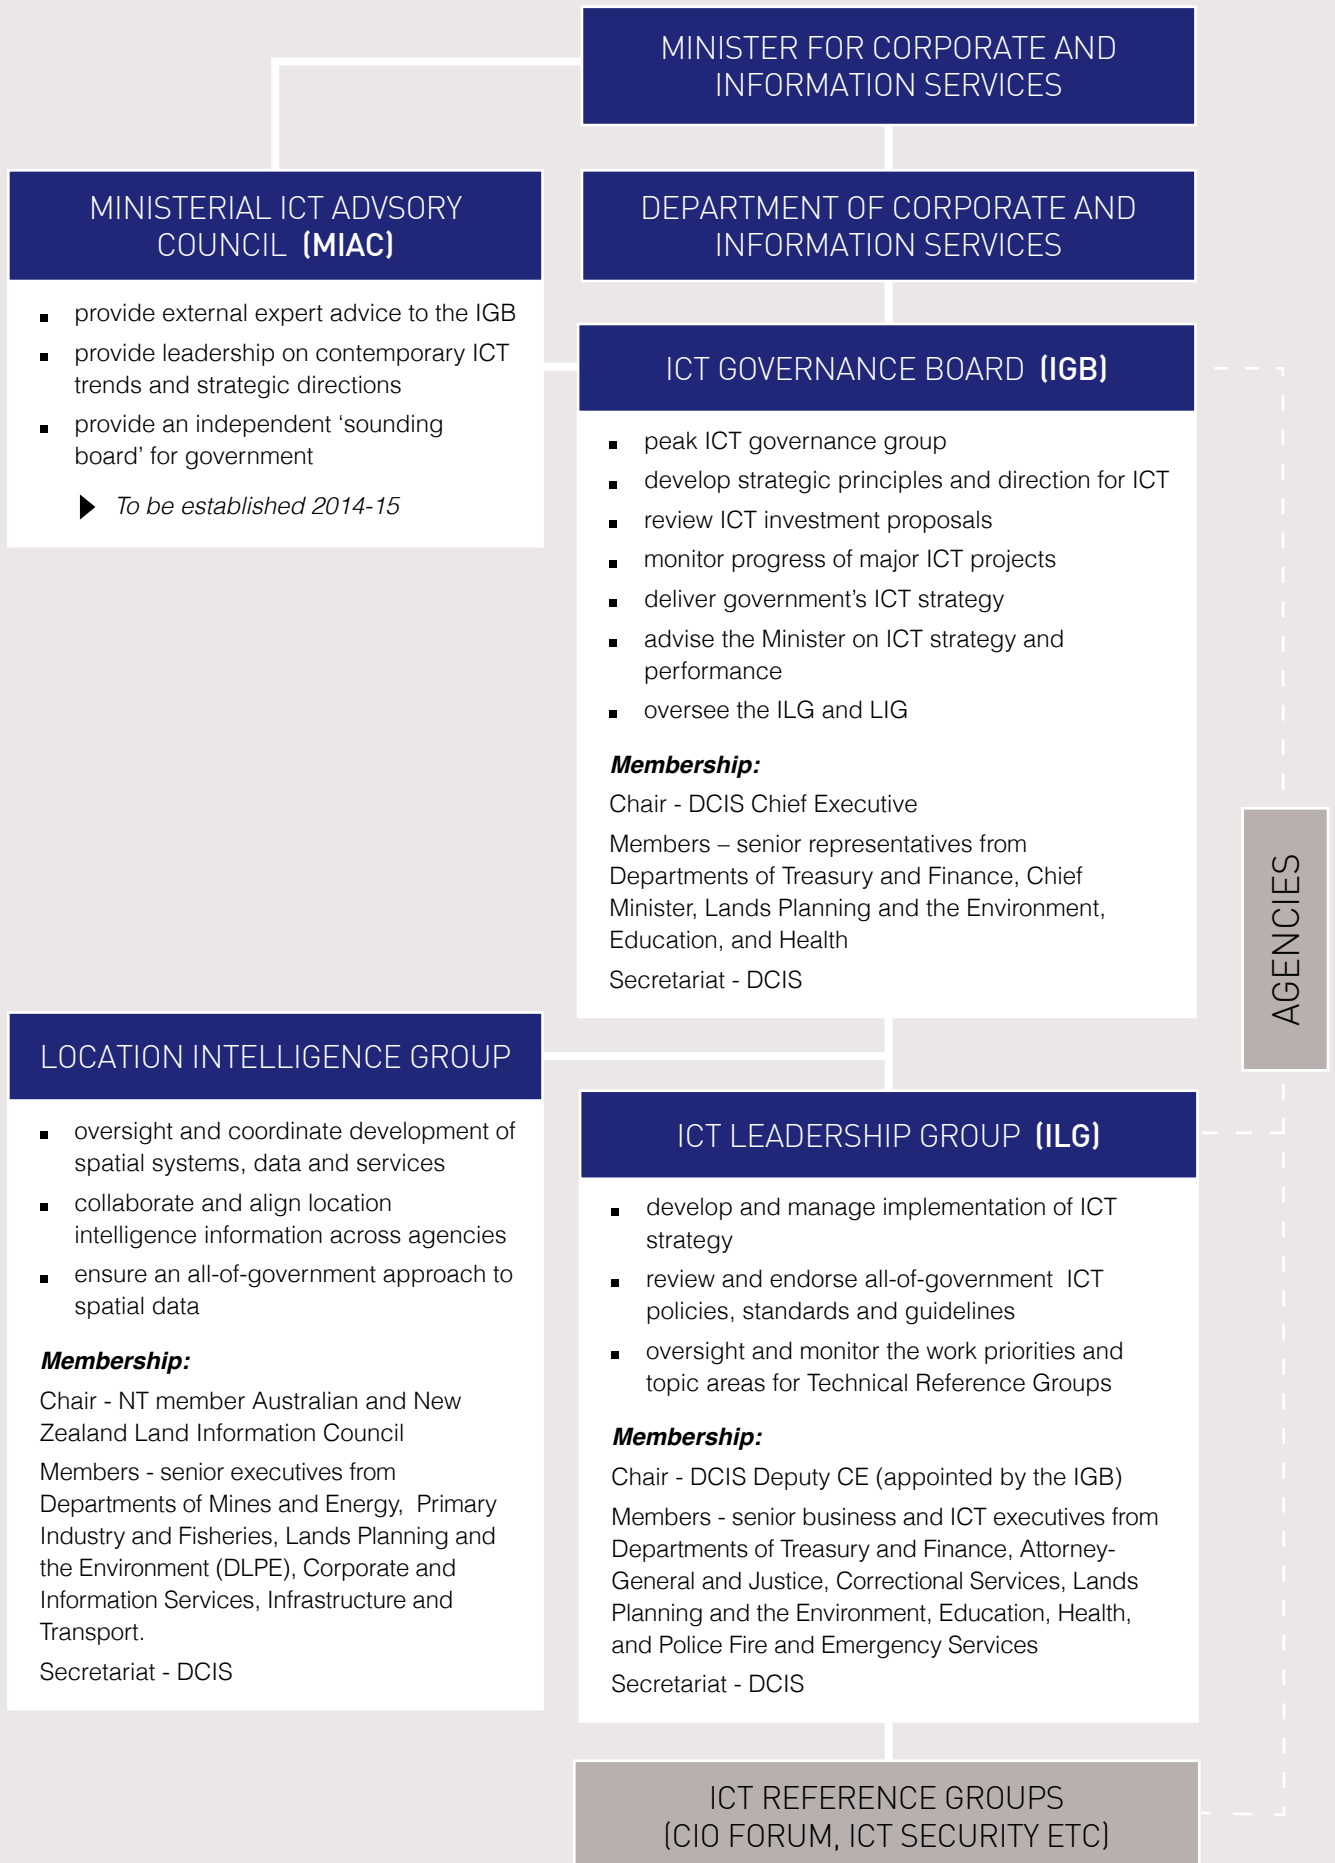 MINISTER FOR CORPORATE AND
INFORMATION SERVICES
MINISTERIAL ICT ADVSORY
COUNCIL (MIAC)
▪ provide external expert advice to the IGB
▪ provide leadership on contemporary ICT
trends and strategic directions
▪ provide an independent ‘sounding
board’ for government
▶ To be established 2014-15
DEPARTMENT OF CORPORATE AND
INFORMATION SERVICES
ICT GOVERNANCE BOARD (IGB)
▪ peak ICT governance group
▪ develop strategic principles and direction for ICT
▪ review ICT investment proposals
▪ monitor progress of major ICT projects
▪ deliver government’s ICT strategy
▪ advise the Minister on ICT strategy and
performance
▪ oversee the ILG and LIG
Membership:
Chair - DCIS Chief Executive
Members – senior representatives from
Departments of Treasury and Finance, Chief
Minister, Lands Planning and the Environment,
Education, and Health
Secretariat - DCIS
AGENCIES
LOCATION INTELLIGENCE GROUP
▪ oversight and coordinate development of
spatial systems, data and services
▪ collaborate and align location
intelligence information across agencies
▪ ensure an all-of-government approach to
spatial data
Membership:
Chair - NT member Australian and New
Zealand Land Information Council
Members - senior executives from
Departments of Mines and Energy, Primary
Industry and Fisheries, Lands Planning and
the Environment (DLPE), Corporate and
Information Services, Infrastructure and
Transport.
Secretariat - DCIS
ICT LEADERSHIP GROUP (ILG)
▪ develop and manage implementation of ICT
strategy
▪ review and endorse all-of-government ICT
policies, standards and guidelines
▪ oversight and monitor the work priorities and
topic areas for Technical Reference Groups
Membership:
Chair - DCIS Deputy CE (appointed by the IGB)
Members - senior business and ICT executives from
Departments of Treasury and Finance, Attorney-
General and Justice, Correctional Services, Lands
Planning and the Environment, Education, Health,
and Police Fire and Emergency Services
Secretariat - DCIS
ICT REFERENCE GROUPS
(CIO FORUM, ICT SECURITY ETC)